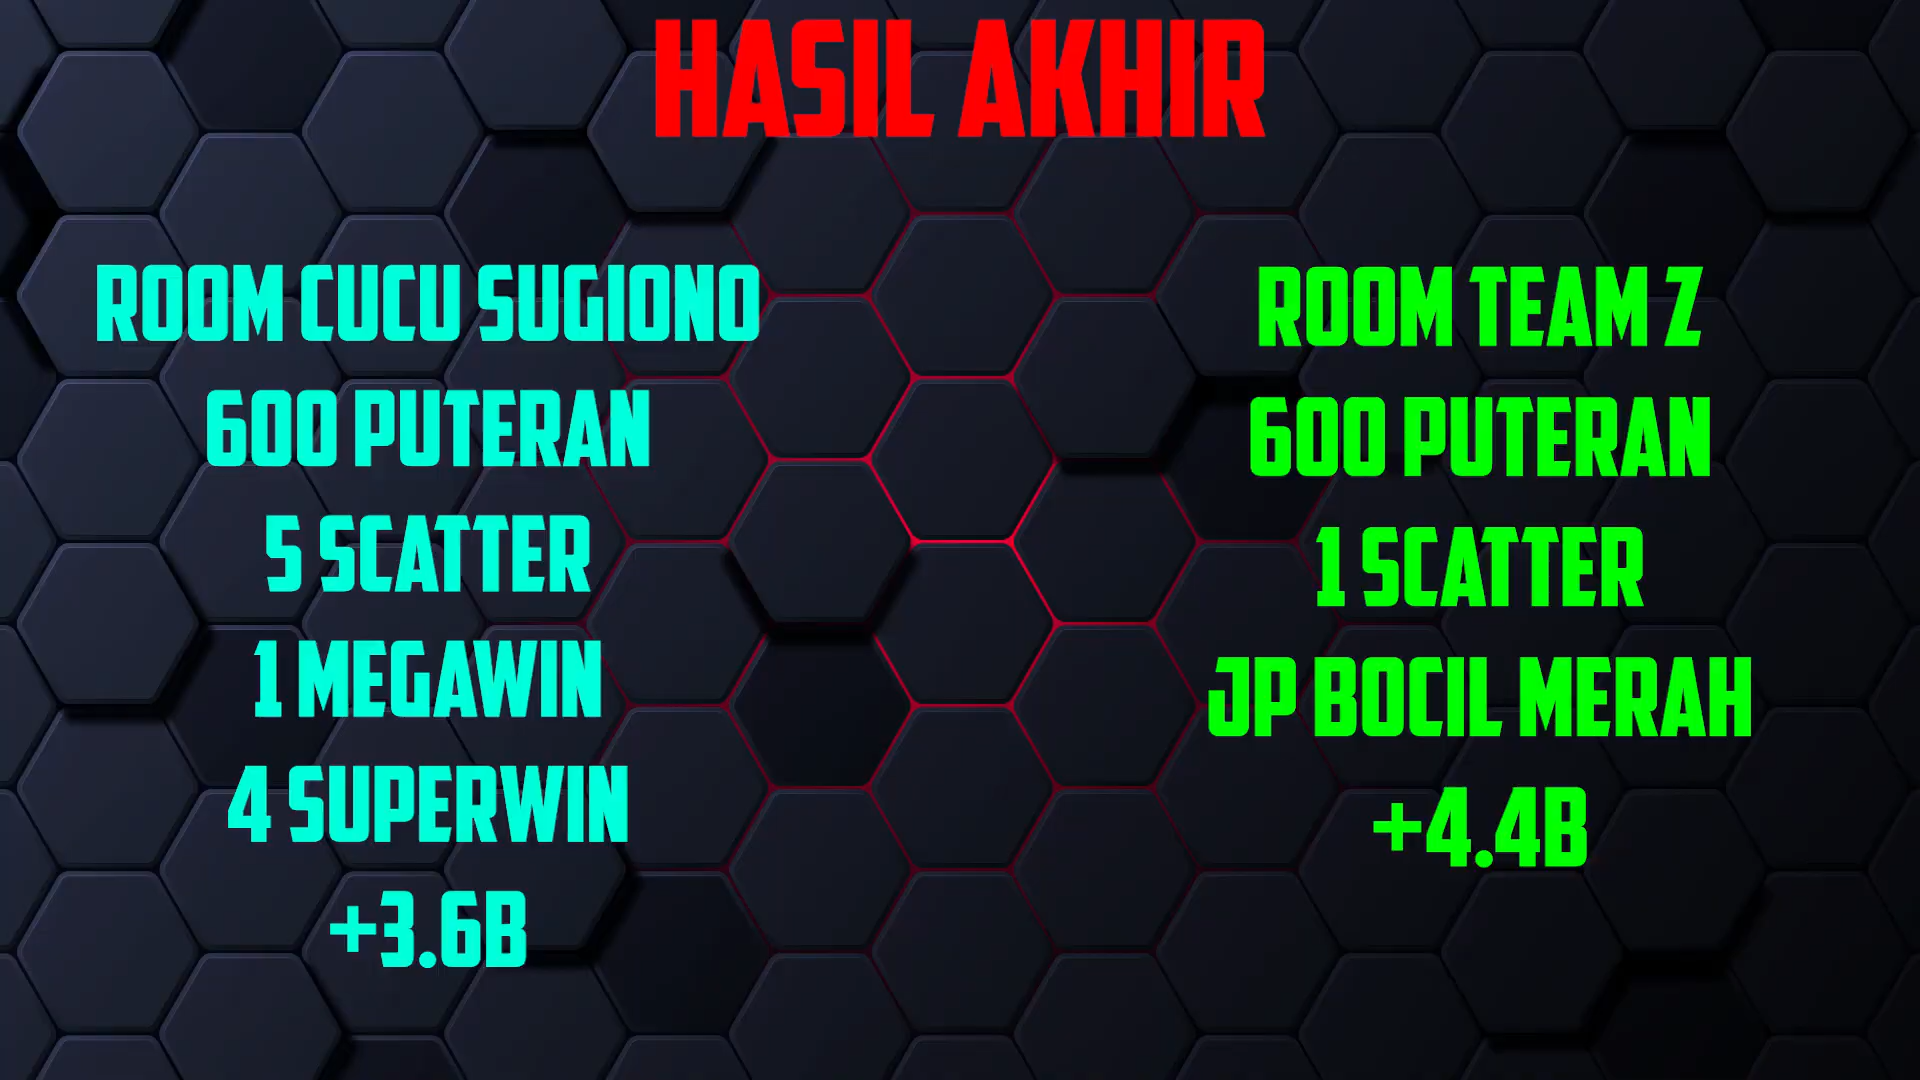 HASIL AKHIR
ROOM CUCU SUGIONO
600 PUTERAN
5 SCATTER
1 MEGAWIN
4 SUPERWIN
+3.6B
ROOM TEAM Z
600 PUTERAN
1 SCATTER
JP BOCIL MERAH
+4.4B